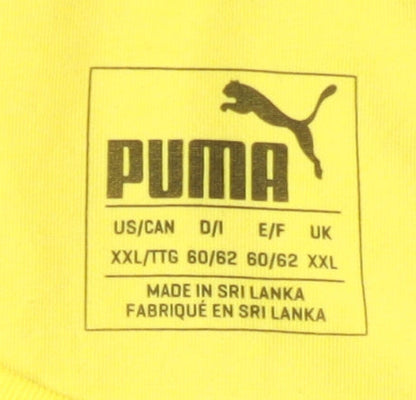 PUMA
US/CAN D/I E/F UK
XXL/TTG 60/62 60/62 XXL
MADE IN SRI LANKA
FABRIQUÉ EN SRI LANKA